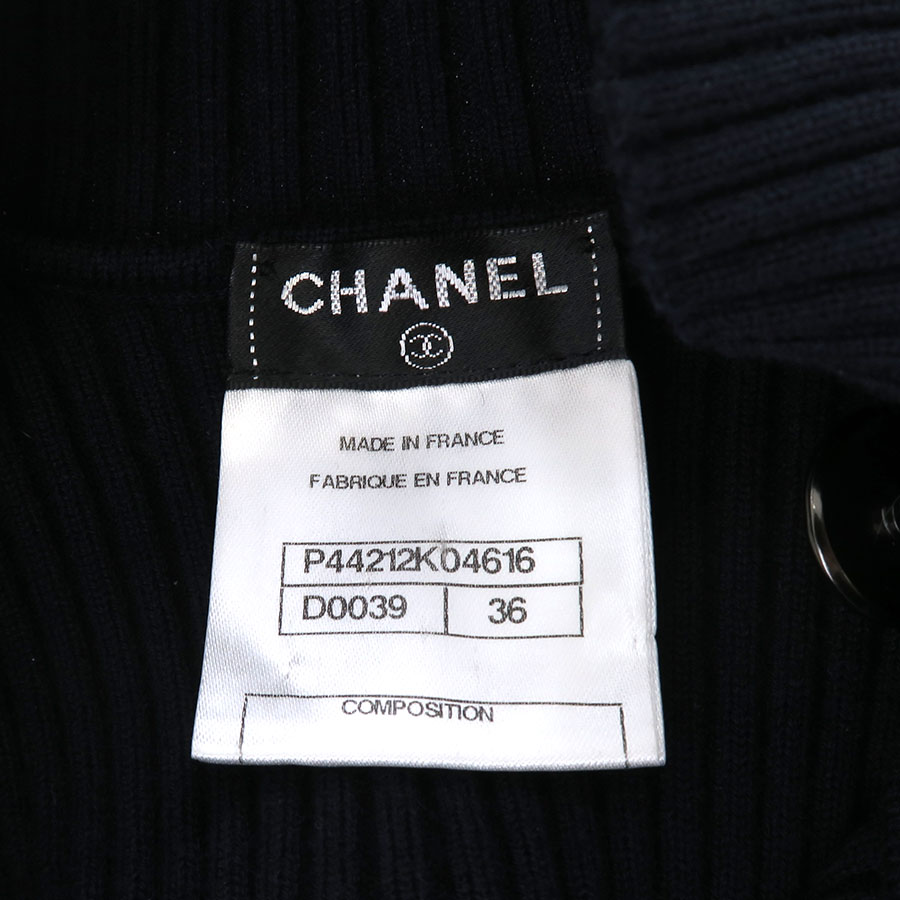 CHANEL
MADE IN FRANCE
FABRIQUE EN FRANCE
P44212K04616
D0039 36
COMPOSITION